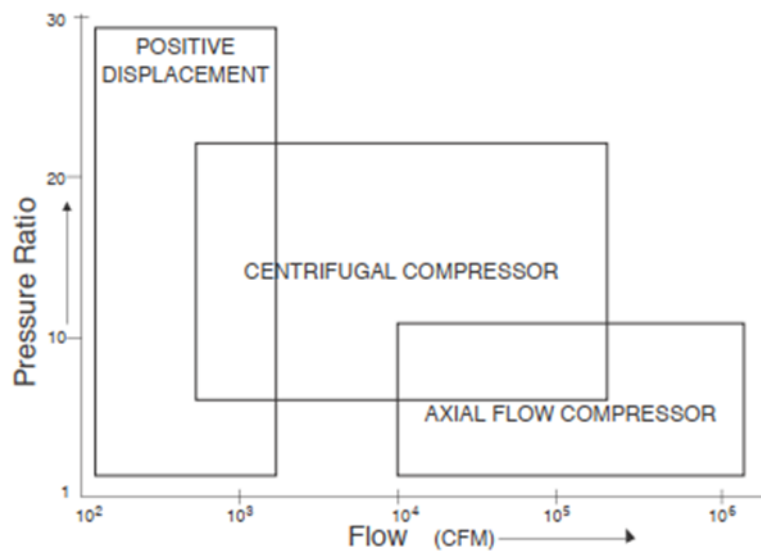 30
POSITIVE
DISPLACEMENT
20
CENTRIFUGAL COMPRESSOR
Pressure Ratio
10
AXIAL FLOW COMPRESSOR
1
10² 10³ 10⁴ 10⁵ 10⁶
Flow (CFM)